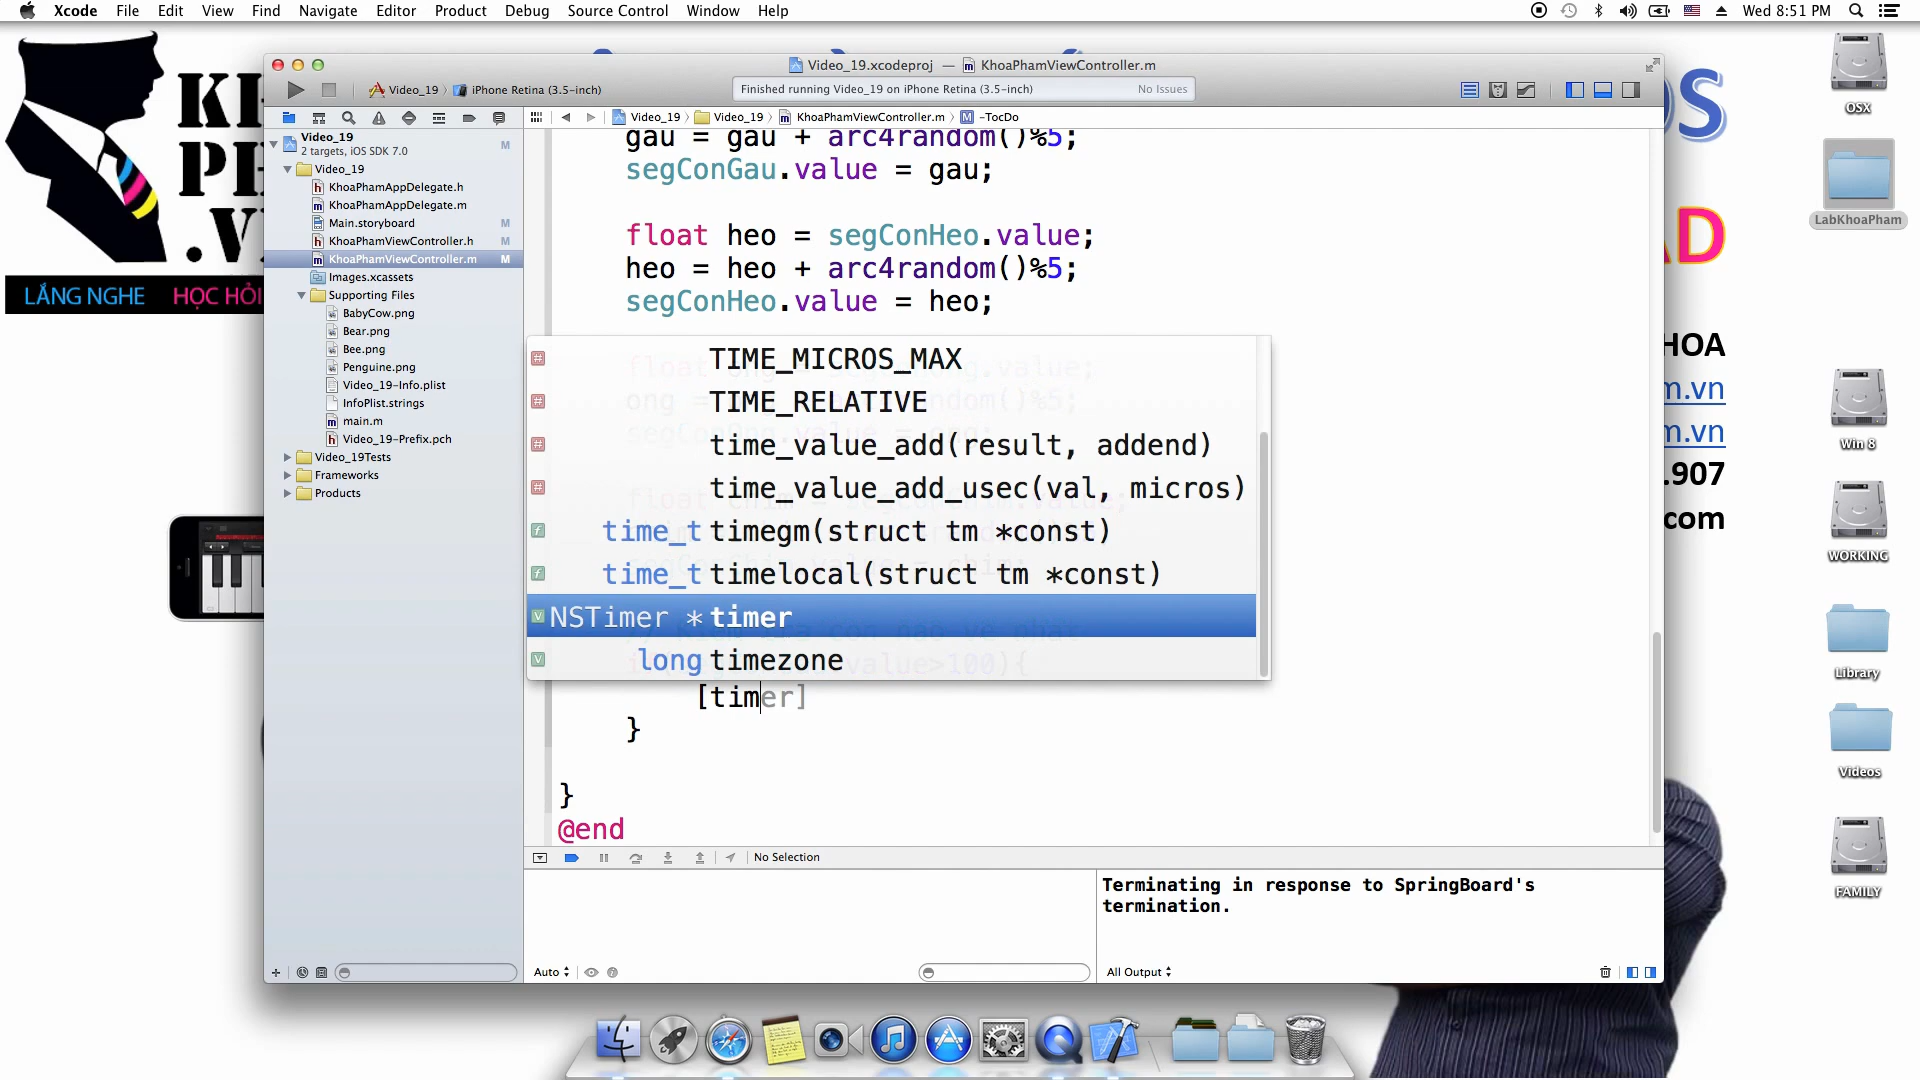 Xcode File Edit View Find Navigate Editor Product Debug Source Control Window Help
Wed 8:51 PM
Video_19.xcodeproj — KhoaPhamViewController.m
Video_19 iPhone Retina (3.5-inch)
Finished running Video_19 on iPhone Retina (3.5-inch) No Issues
Video_19 Video_19 KhoaPhamViewController.m -TocDo
Video_19 M
2 targets, iOS SDK 7.0
Video_19
KhoaPhamAppDelegate.h
KhoaPhamAppDelegate.m
Main.storyboard M
KhoaPhamViewController.h M
KhoaPhamViewController.m M
Images.xcassets
Supporting Files
BabyCow.png
Bear.png
Bee.png
Penguine.png
Video_19-Info.plist
InfoPlist.strings
main.m
Video_19-Prefix.pch
Video_19Tests
Frameworks
Products
gau = gau + arc4random()%5;
segConGau.value = gau;
float heo = segConHeo.value;
heo = heo + arc4random()%5;
segConHeo.value = heo;
TIME_MICROS_MAX
TIME_RELATIVE
time_value_add(result, addend)
time_value_add_usec(val, micros)
time_t timegm(struct tm *const)
time_t timelocal(struct tm *const)
NSTimer * timer
long timezone
[timer]
}
}
@end
No Selection
Terminating in response to SpringBoard's
termination.
Auto
All Output
LẮNG NGHE HỌC HỎI
KH
PH
.V
OS
AD
HOA
m.vn
m.vn
.907
com
OSX
LabKhoaPham
Win 8
WORKING
Library
Videos
FAMILY